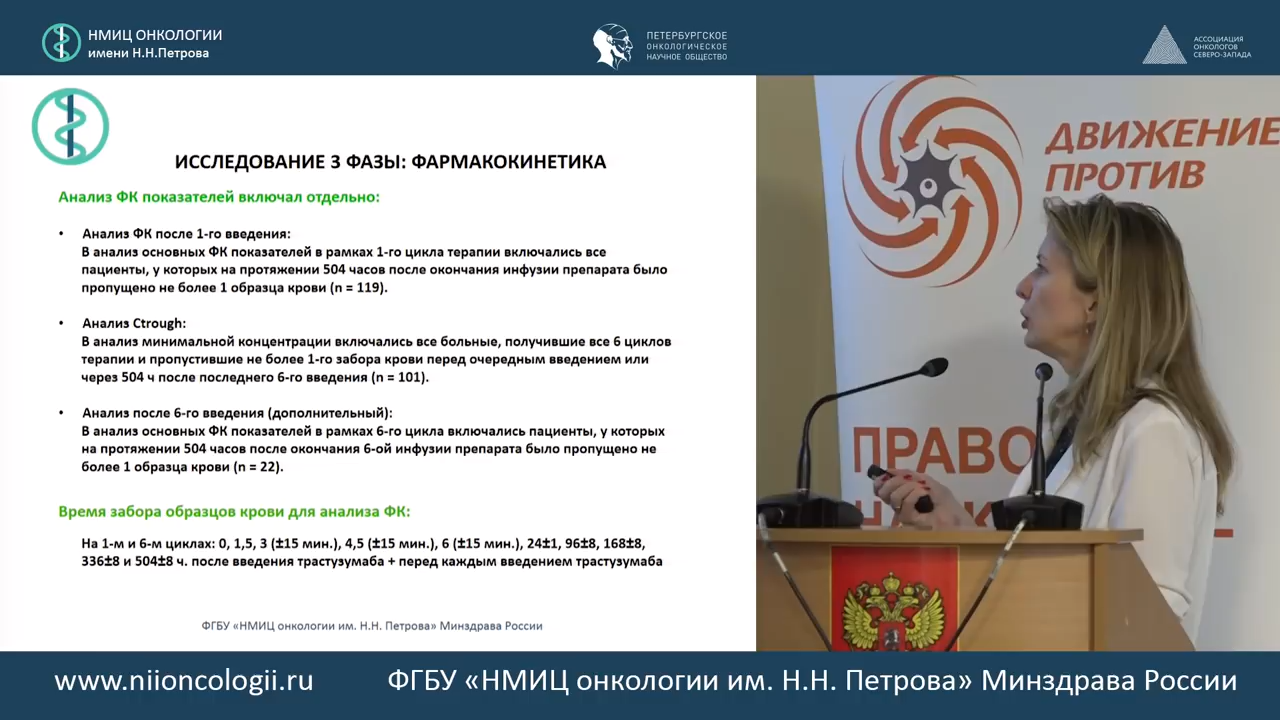 НМИЦ ОНКОЛОГИИ
имени Н.Н.Петрова
ПЕТЕРБУРГСКОЕ
ОНКОЛОГИЧЕСКОЕ
НАУЧНОЕ ОБЩЕСТВО
АССОЦИАЦИЯ
ОНКОЛОГОВ
СЕВЕРО-ЗАПАДА
ИССЛЕДОВАНИЕ 3 ФАЗЫ: ФАРМАКОКИНЕТИКА
Анализ ФК показателей включал отдельно:
• Анализ ФК после 1-го введения:
В анализ основных ФК показателей в рамках 1-го цикла терапии включались все
пациенты, у которых на протяжении 504 часов после окончания инфузии препарата было
пропущено не более 1 образца крови (n = 119).
• Анализ Ctrough:
В анализ минимальной концентрации включались все больные, получившие все 6 циклов
терапии и пропустившие не более 1-го забора крови перед очередным введением или
через 504 ч после последнего 6-го введения (n = 101).
• Анализ после 6-го введения (дополнительный):
В анализ основных ФК показателей в рамках 6-го цикла включались пациенты, у которых
на протяжении 504 часов после окончания 6-ой инфузии препарата было пропущено не
более 1 образца крови (n = 22).
Время забора образцов крови для анализа ФК:
На 1-м и 6-м циклах: 0, 1,5, 3 (±15 мин.), 4,5 (±15 мин.), 6 (±15 мин.), 24±1, 96±8, 168±8,
336±8 и 504±8 ч. после введения трастузумаба + перед каждым введением трастузумаба
ФГБУ «НМИЦ онкологии им. Н.Н. Петрова» Минздрава России
ДВИЖЕНИЕ
ПРОТИВ
ПРАВО
www.niioncologii.ru
ФГБУ «НМИЦ онкологии им. Н.Н. Петрова» Минздрава России